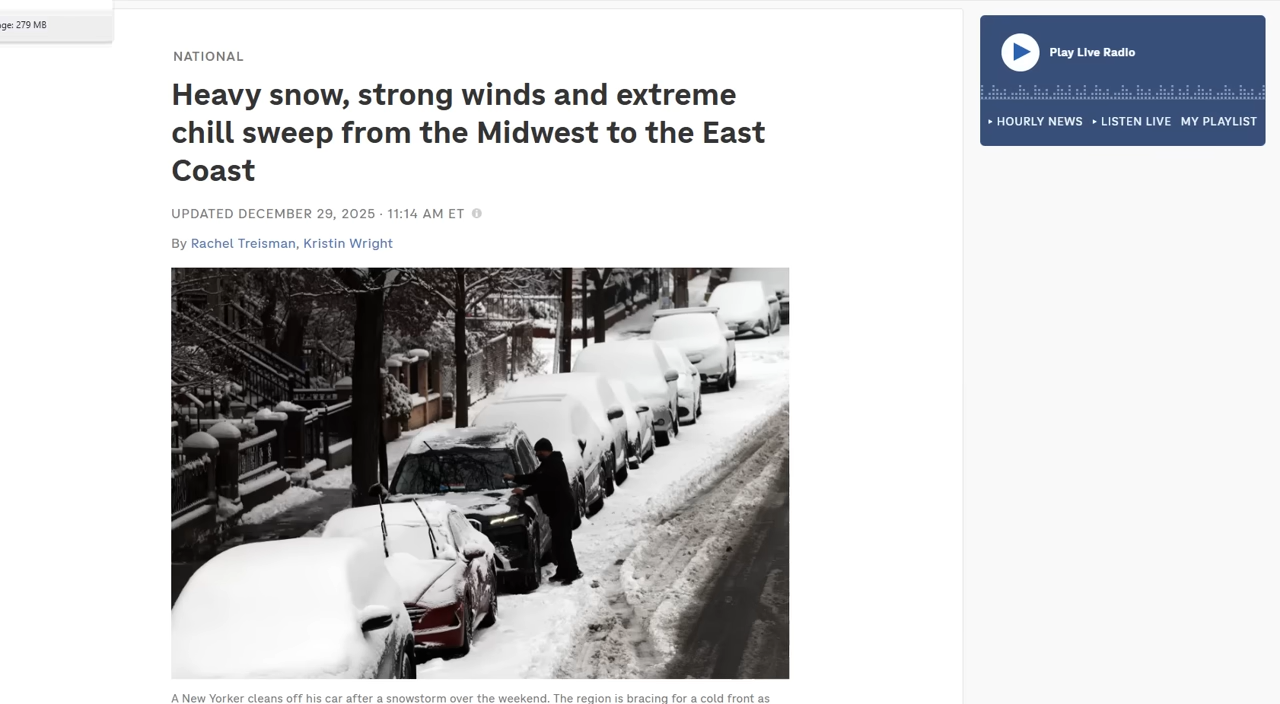 ge: 279 MB
NATIONAL
Heavy snow, strong winds and extreme
chill sweep from the Midwest to the East
Coast
UPDATED DECEMBER 29, 2025 · 11:14 AM ET
By Rachel Treisman, Kristin Wright
A New Yorker cleans off his car after a snowstorm over the weekend. The region is bracing for a cold front as
Play Live Radio
HOURLY NEWS LISTEN LIVE MY PLAYLIST